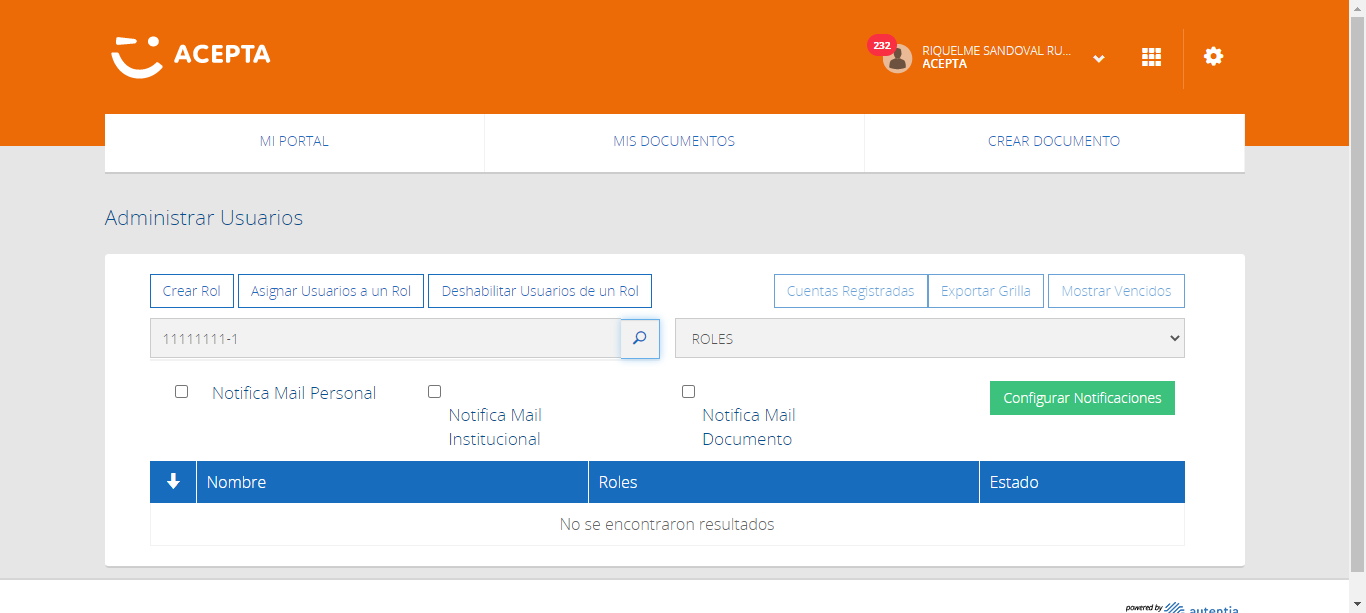 ACEPTA
232
RIQUELME SANDOVAL RU...
ACEPTA
MI PORTAL
MIS DOCUMENTOS
CREAR DOCUMENTO
Administrar Usuarios
Crear Rol
Asignar Usuarios a un Rol
Deshabilitar Usuarios de un Rol
Cuentas Registradas
Exportar Grilla
Mostrar Vencidos
11111111-1
ROLES
Notifica Mail Personal
Notifica Mail
Institucional
Notifica Mail
Documento
Configurar Notificaciones
Nombre
Roles
Estado
No se encontraron resultados
powered by autentia